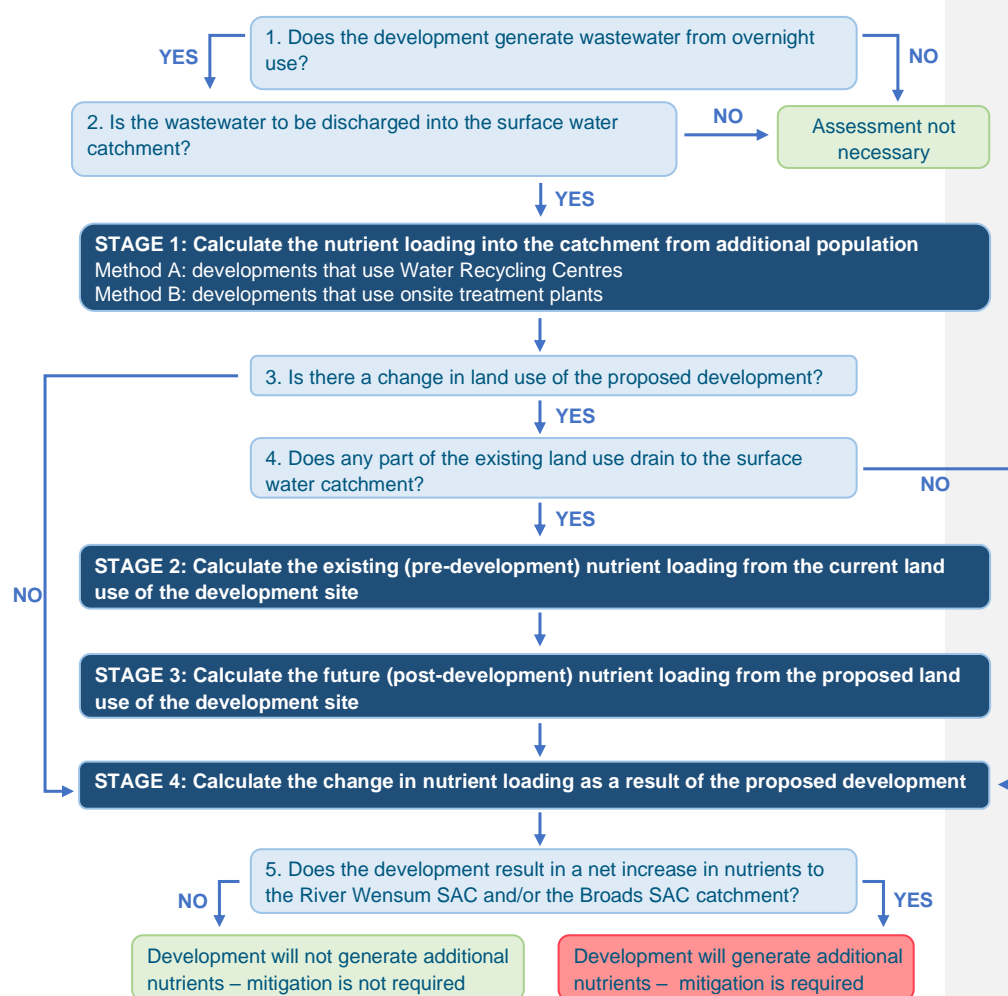 1. Does the development generate wastewater from overnight
use?
YES
NO
2. Is the wastewater to be discharged into the surface water
catchment?
NO
Assessment not
necessary
YES
STAGE 1: Calculate the nutrient loading into the catchment from additional population
Method A: developments that use Water Recycling Centres
Method B: developments that use onsite treatment plants
3. Is there a change in land use of the proposed development?
YES
4. Does any part of the existing land use drain to the surface
water catchment?
NO
YES
STAGE 2: Calculate the existing (pre-development) nutrient loading from the current land
use of the development site
NO
STAGE 3: Calculate the future (post-development) nutrient loading from the proposed land
use of the development site
STAGE 4: Calculate the change in nutrient loading as a result of the proposed development
5. Does the development result in a net increase in nutrients to
the River Wensum SAC and/or the Broads SAC catchment?
NO
YES
Development will not generate additional
nutrients – mitigation is not required
Development will generate additional
nutrients – mitigation is required